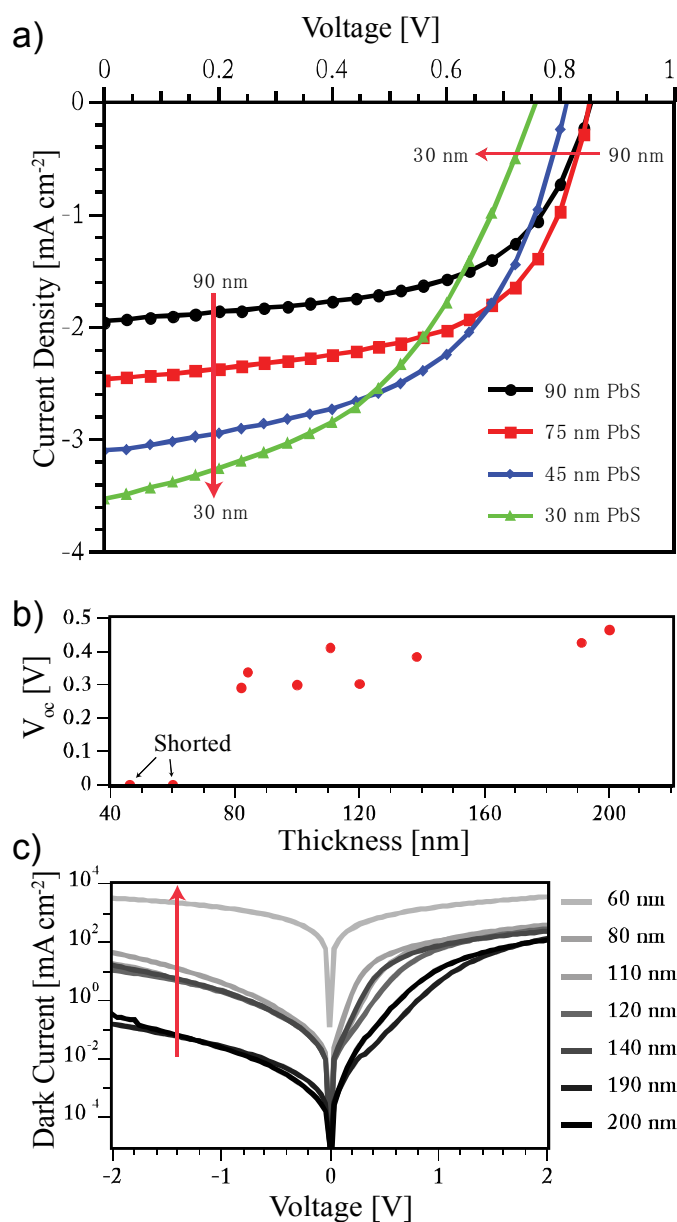 a)
Voltage [V]
0 0.2 0.4 0.6 0.8 1
0
-1
-2
-3
-4
Current Density [mA cm-2]
30 nm
90 nm
90 nm
30 nm
90 nm PbS
75 nm PbS
45 nm PbS
30 nm PbS
b)
0.5
0.4
0.3
0.2
0.1
0
Voc [V]
Shorted
40 80 120 160 200
Thickness [nm]
c)
10^4
10^2
10^0
10^-2
10^-4
Dark Current [mA cm-2]
60 nm
80 nm
110 nm
120 nm
140 nm
190 nm
200 nm
-2 -1 0 1 2
Voltage [V]